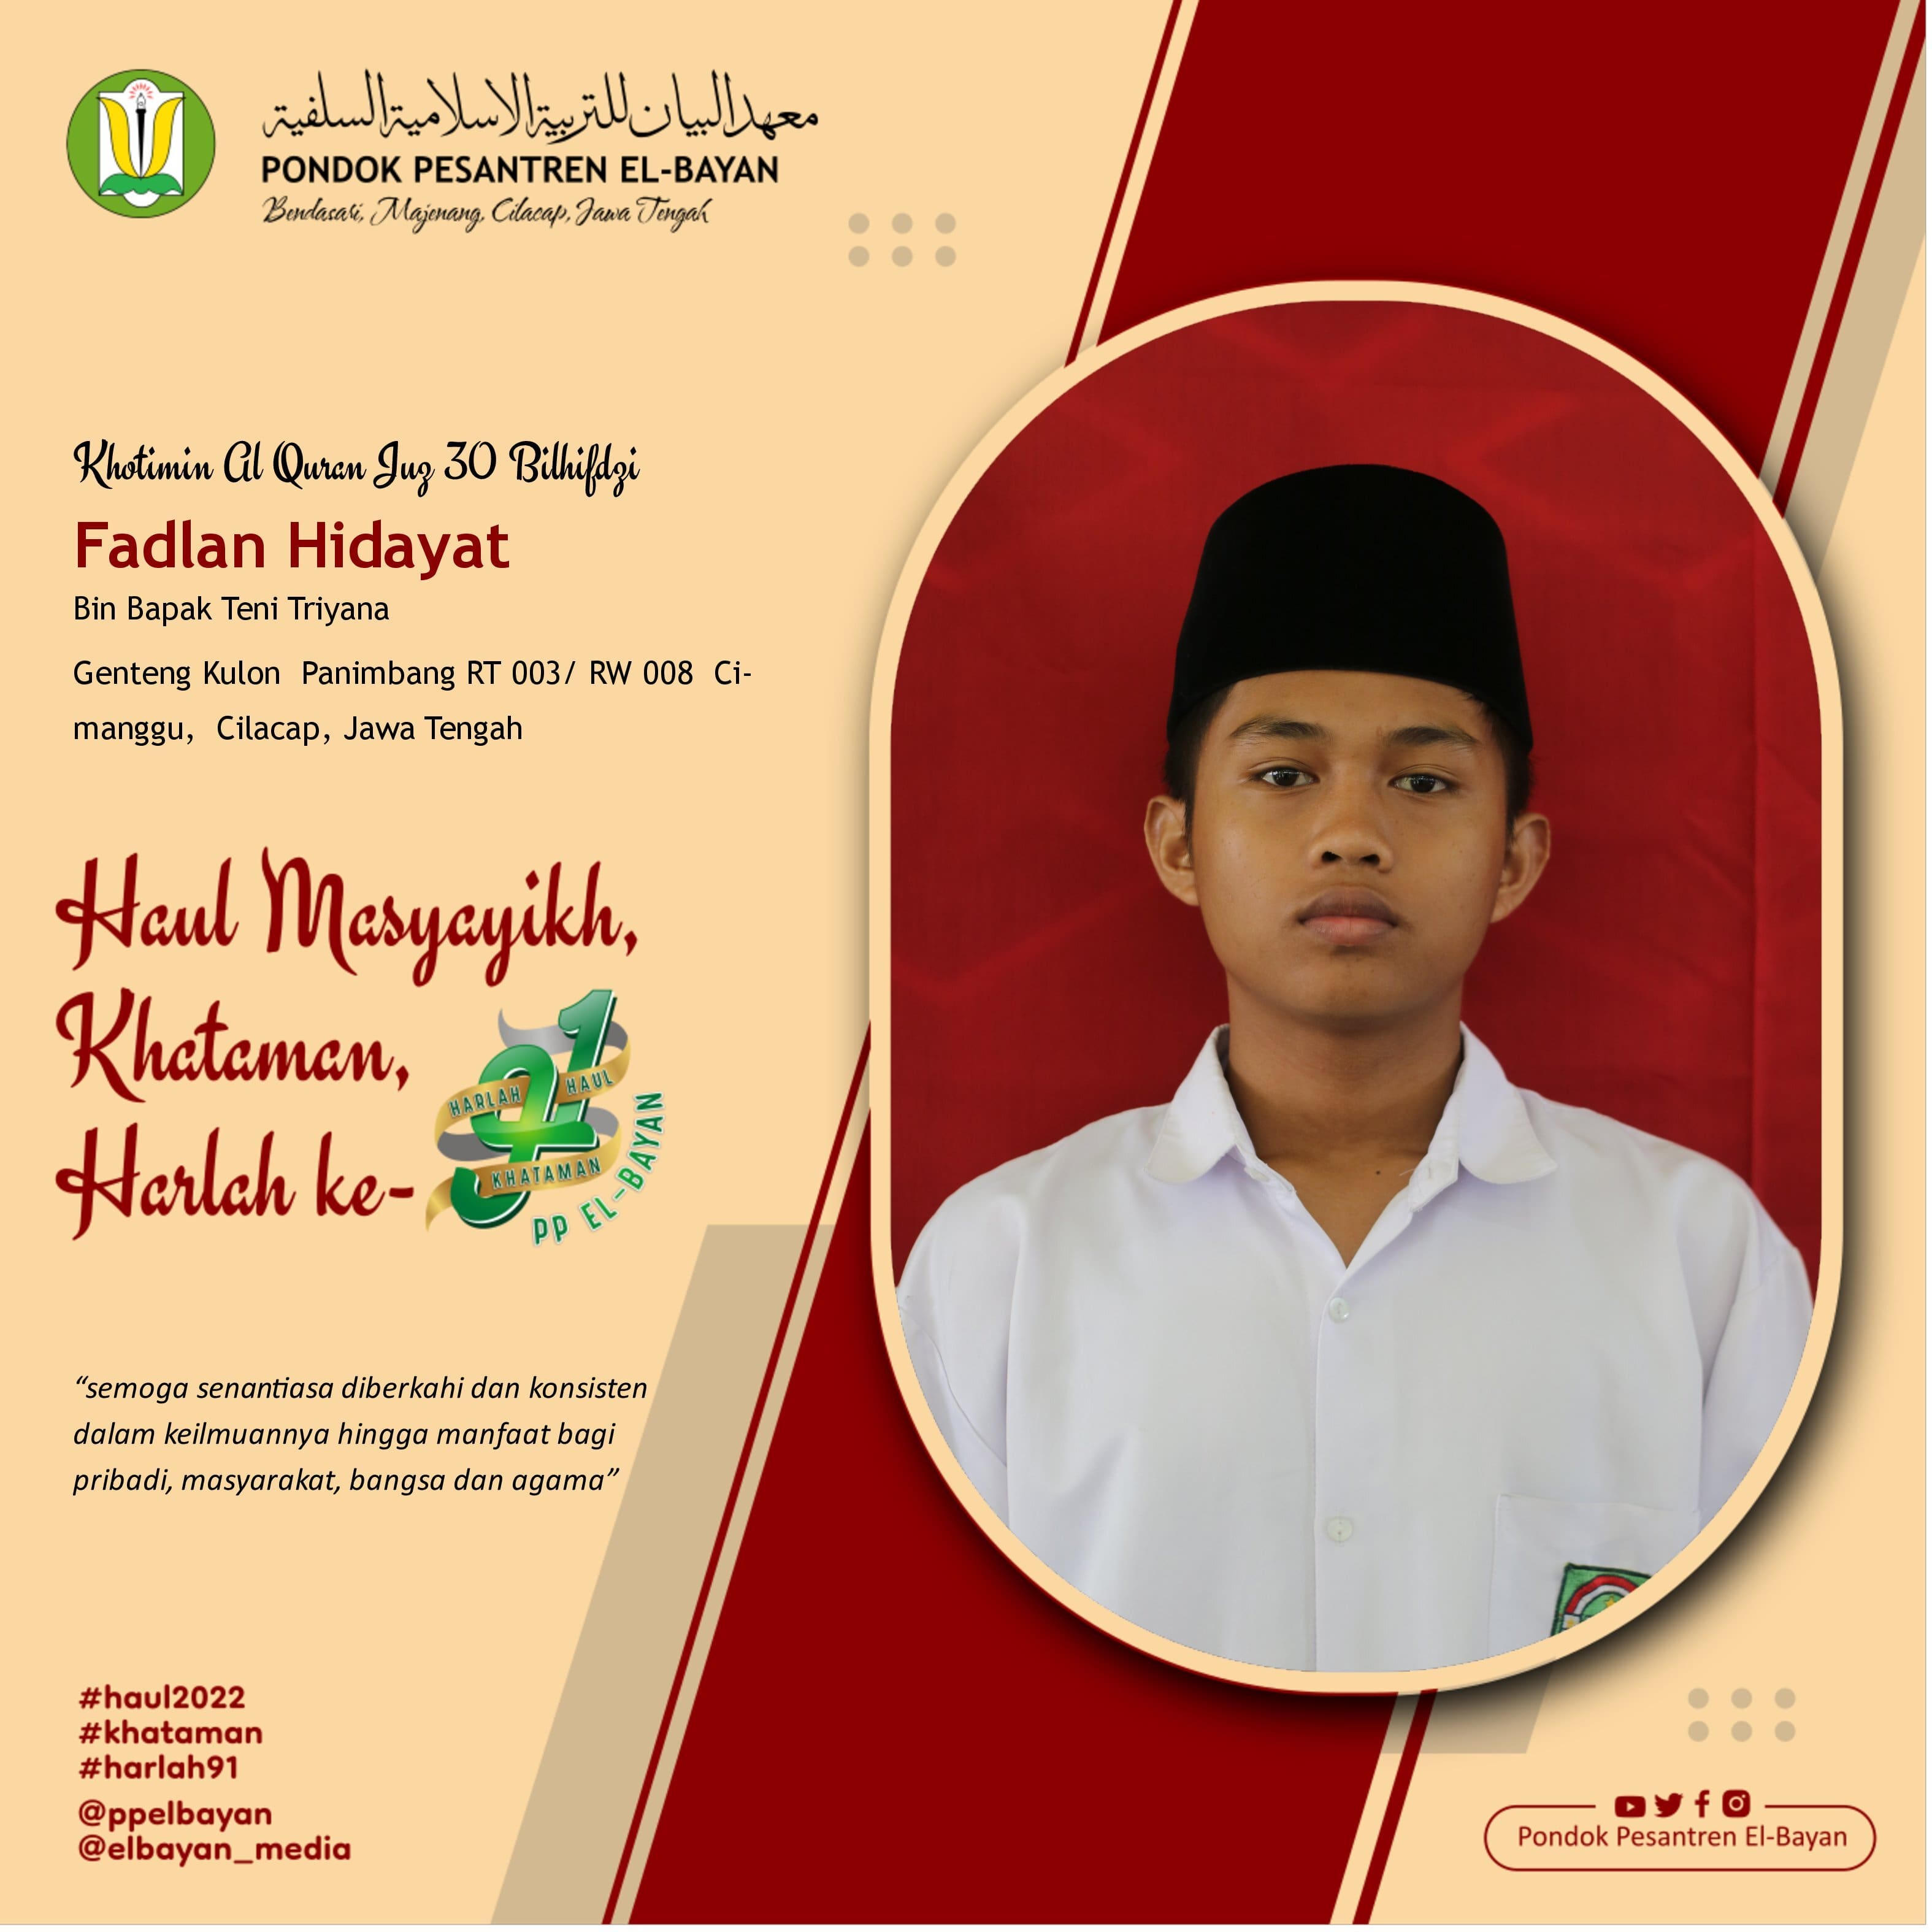 معهد البيان للتربية الاسلامية السلفية
PONDOK PESANTREN EL-BAYAN
Bendasari, Majenang, Cilacap, Jawa Tengah
Khotimin Al Quran Juz 30 Bilhifdzi
Fadlan Hidayat
Bin Bapak Teni Triyana
Genteng Kulon  Panimbang RT 003/ RW 008  Ci-
manggu,  Cilacap, Jawa Tengah
Haul Masyayikh,
Khataman,
Harlah ke-
91
HARLAH HAUL
KHATAMAN
PP EL-BAYAN
“semoga senantiasa diberkahi dan konsisten
dalam keilmuannya hingga manfaat bagi
pribadi, masyarakat, bangsa dan agama”
#haul2022
#khataman
#harlah91
@ppelbayan
@elbayan_media
Pondok Pesantren El-Bayan